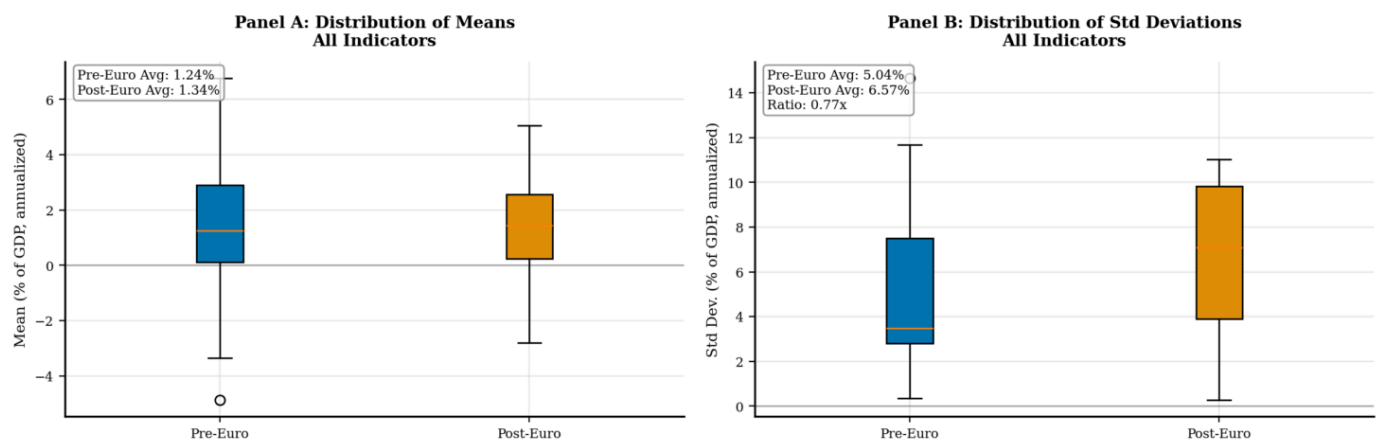 Panel A: Distribution of Means
All Indicators
Mean (% of GDP, annualized)
6
4
2
0
−2
−4
Pre-Euro Avg: 1.24%
Post-Euro Avg: 1.34%
Pre-Euro
Post-Euro
Panel B: Distribution of Std Deviations
All Indicators
Std Dev. (% of GDP, annualized)
14
12
10
8
6
4
2
0
Pre-Euro Avg: 5.04%
Post-Euro Avg: 6.57%
Ratio: 0.77x
Pre-Euro
Post-Euro